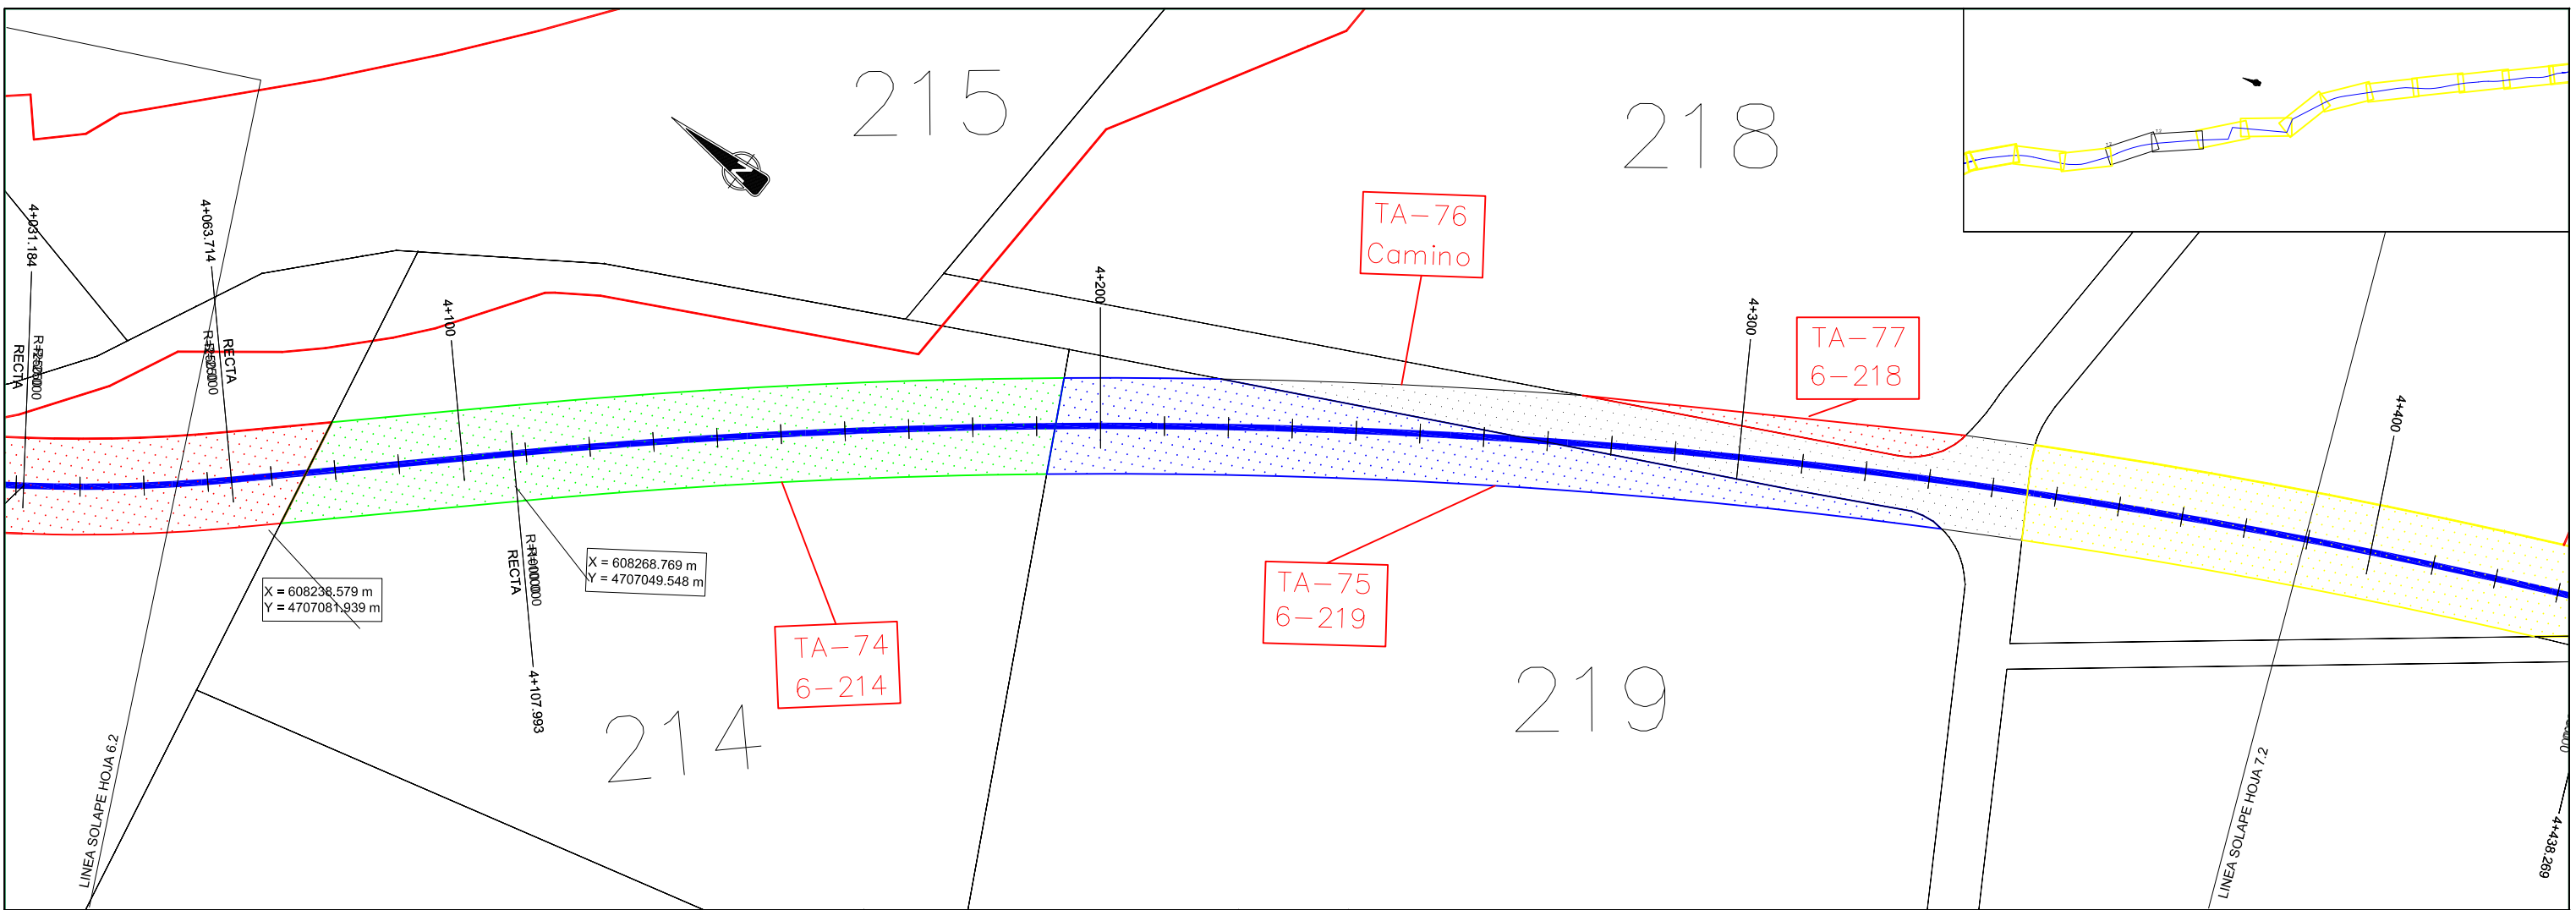 215
218
TA-76
Camino
4+031.184
4+063.714
4+100
4+200
4+300
TA-77
6-218
4+400
RECTA
RECTA
X = 608268.769 m
Y = 4707049.548 m
X = 608238.579 m
Y = 4707081.939 m
RECTA
TA-75
6-219
TA-74
6-214
4+107.993
214
219
LINEA SOLAPE HOJA 6.2
LINEA SOLAPE HOJA 7.2
4+438.269